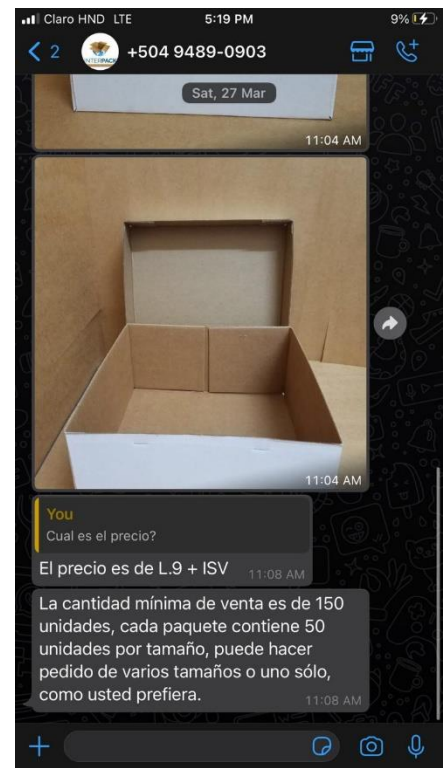 Claro HND LTE 5:19 PM 9%
2 INTERPACK +504 9489-0903
Sat, 27 Mar
11:04 AM
11:04 AM
You
Cual es el precio?
El precio es de L.9 + ISV 11:08 AM
La cantidad mínima de venta es de 150
unidades, cada paquete contiene 50
unidades por tamaño, puede hacer
pedido de varios tamaños o uno sólo,
como usted prefiera. 11:08 AM